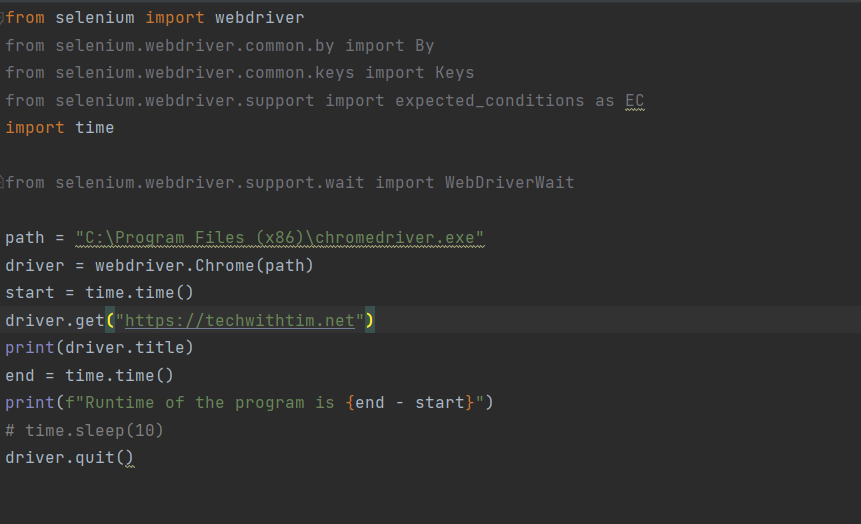 from selenium import webdriver
from selenium.webdriver.common.by import By
from selenium.webdriver.common.keys import Keys
from selenium.webdriver.support import expected_conditions as EC
import time
from selenium.webdriver.support.wait import WebDriverWait
path = "C:\Program Files (x86)\chromedriver.exe"
driver = webdriver.Chrome(path)
start = time.time()
driver.get("https://techwithtim.net")
print(driver.title)
end = time.time()
print(f"Runtime of the program is {end - start}")
# time.sleep(10)
driver.quit()